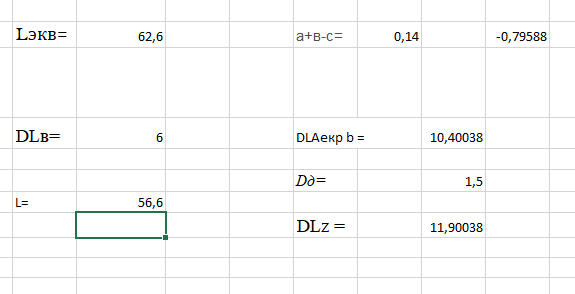 Lэкв= 62,6 а+в-с= 0,14 -0,79588
DLв= 6 DLAекр b = 10,40038
Dд= 1,5
L= 56,6
DLz = 11,90038